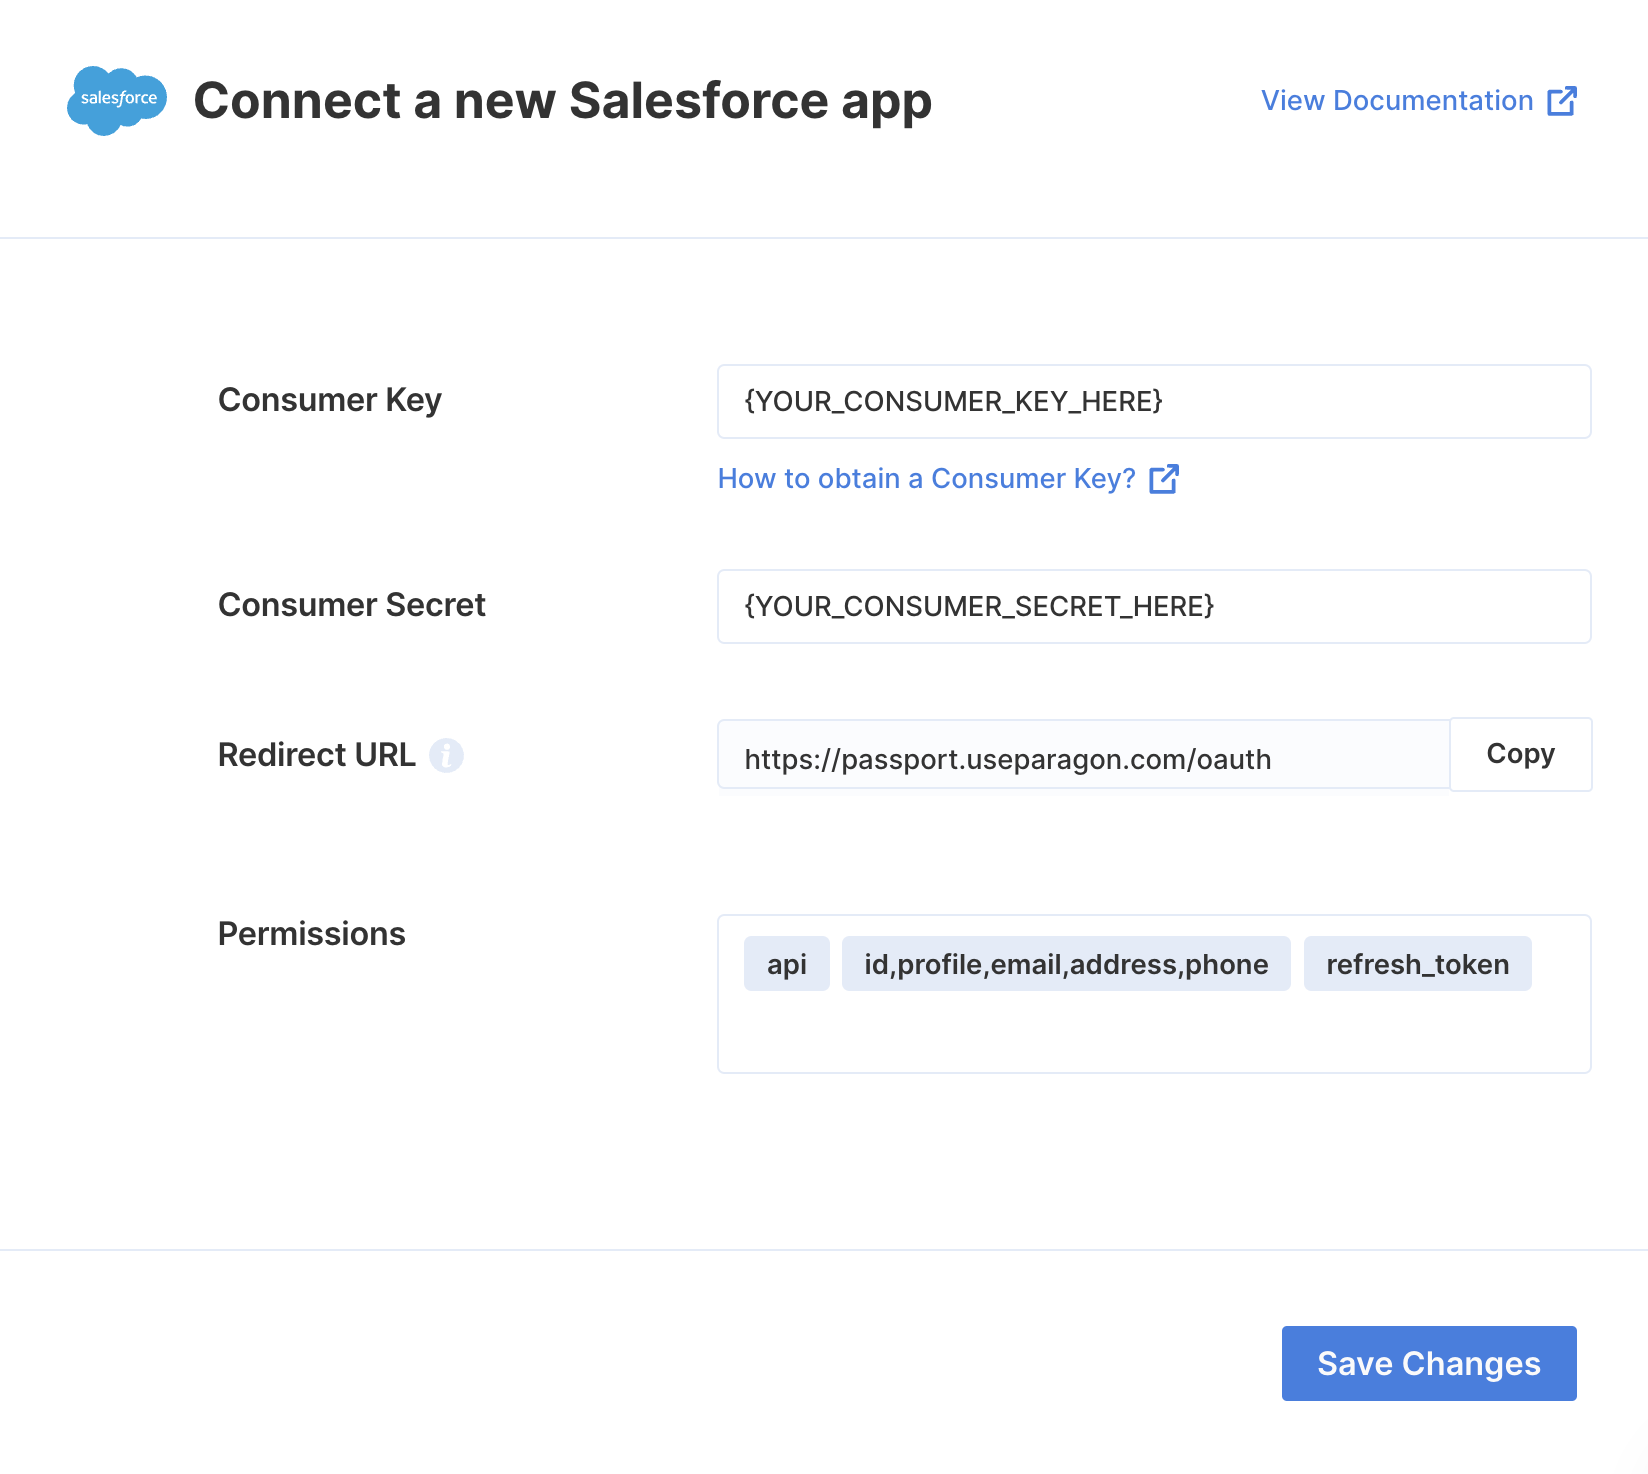 salesforce
Connect a new Salesforce app
View Documentation
Consumer Key
{YOUR_CONSUMER_KEY_HERE}
How to obtain a Consumer Key?
Consumer Secret
{YOUR_CONSUMER_SECRET_HERE}
Redirect URL i
https://passport.useparagon.com/oauth
Copy
Permissions
api id,profile,email,address,phone refresh_token
Save Changes